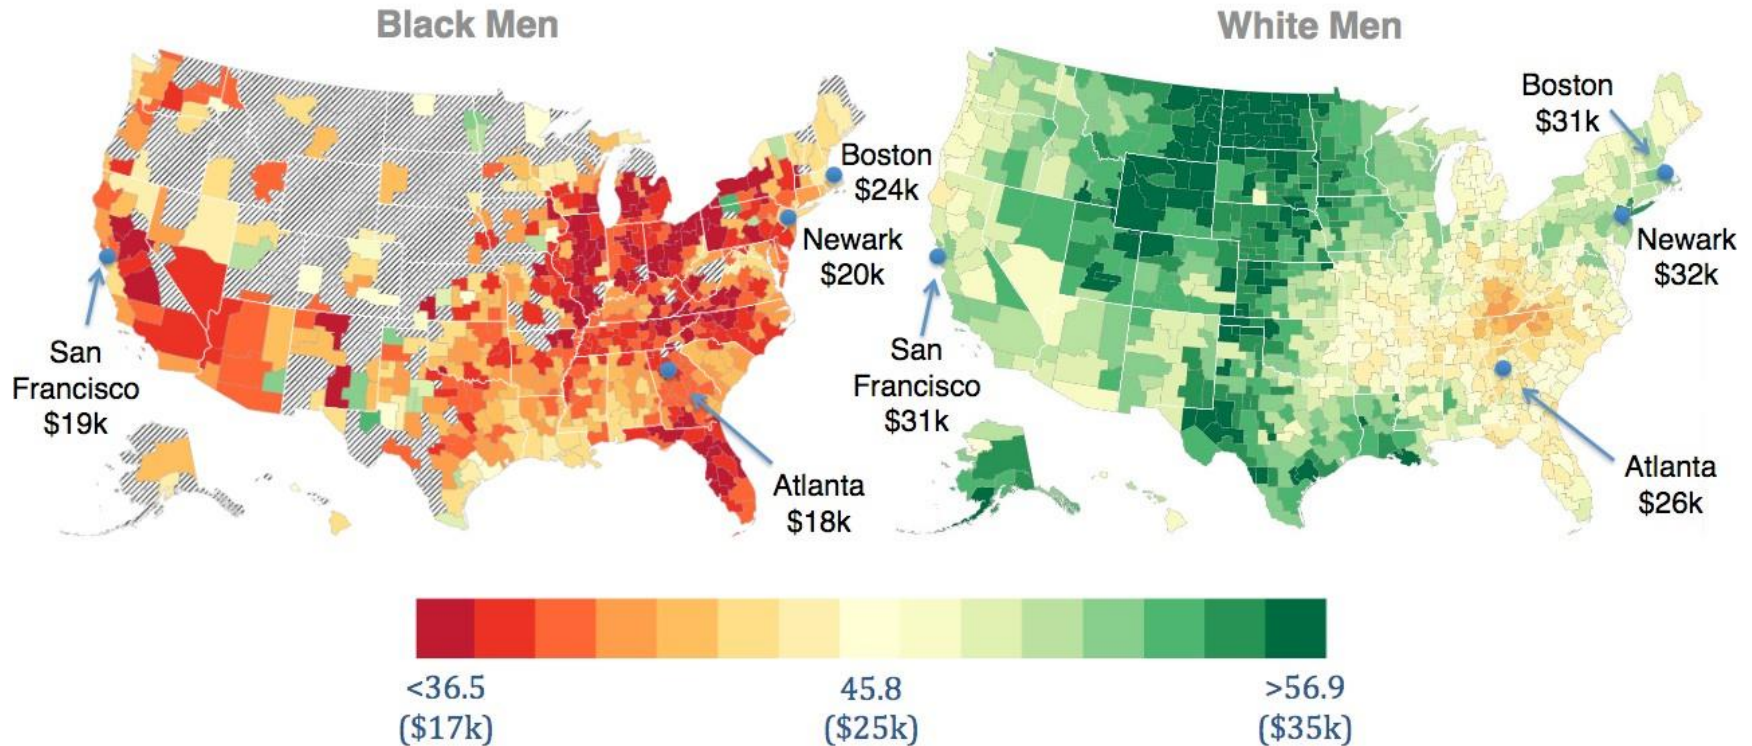 Black Men
Boston
$24k
Newark
$20k
San
Francisco
$19k
Atlanta
$18k
White Men
Boston
$31k
Newark
$32k
San
Francisco
$31k
Atlanta
$26k
<36.5
($17k)
45.8
($25k)
>56.9
($35k)